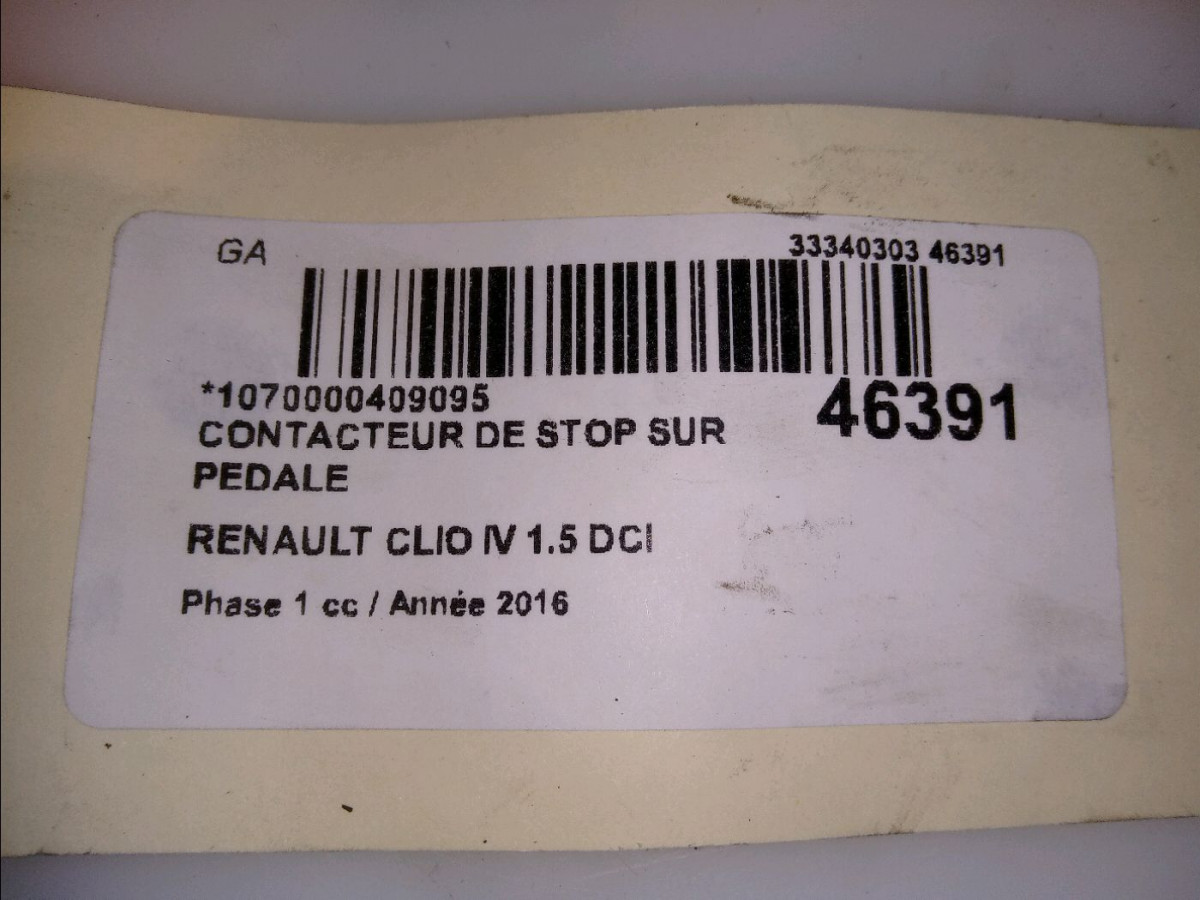 GA
33340303 46391
*1070000409095
46391
CONTACTEUR DE STOP SUR
PEDALE
RENAULT CLIO IV 1.5 DCI
Phase 1 cc / Année 2016